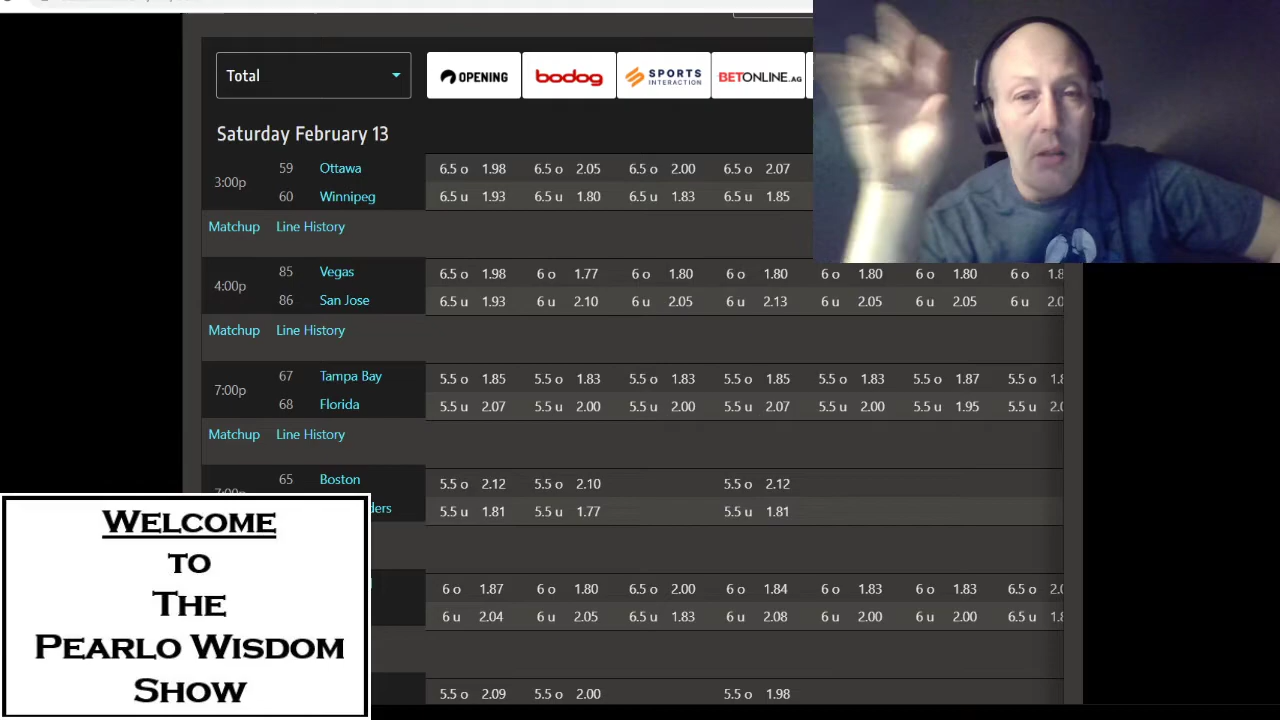 Total
OPENING
bodog
SPORTS INTERACTION
BETONLINE.AG
Saturday February 13
3:00p
59 Ottawa 6.5 o 1.98 6.5 o 2.05 6.5 o 2.00 6.5 o 2.07
60 Winnipeg 6.5 u 1.93 6.5 u 1.80 6.5 u 1.83 6.5 u 1.85
Matchup Line History
4:00p
85 Vegas 6.5 o 1.98 6 o 1.77 6 o 1.80 6 o 1.80 6 o 1.80 6 o 1.80 6 o
86 San Jose 6.5 u 1.93 6 u 2.10 6 u 2.05 6 u 2.13 6 u 2.05 6 u 2.05 6 u
Matchup Line History
7:00p
67 Tampa Bay 5.5 o 1.85 5.5 o 1.83 5.5 o 1.83 5.5 o 1.85 5.5 o 1.83 5.5 o 1.87 5.5 o
68 Florida 5.5 u 2.07 5.5 u 2.00 5.5 u 2.00 5.5 u 2.07 5.5 u 2.00 5.5 u 1.95 5.5 u
Matchup Line History
65 Boston 5.5 o 2.12 5.5 o 2.10 5.5 o 2.12
ders 5.5 u 1.81 5.5 u 1.77 5.5 u 1.81
6 o 1.87 6 o 1.80 6.5 o 2.00 6 o 1.84 6 o 1.83 6 o 1.83 6.5 o
6 u 2.04 6 u 2.05 6.5 u 1.83 6 u 2.08 6 u 2.00 6 u 2.00 6.5 u
5.5 o 2.09 5.5 o 2.00 5.5 o 1.98
WELCOME
TO
THE
PEARLO WISDOM
SHOW